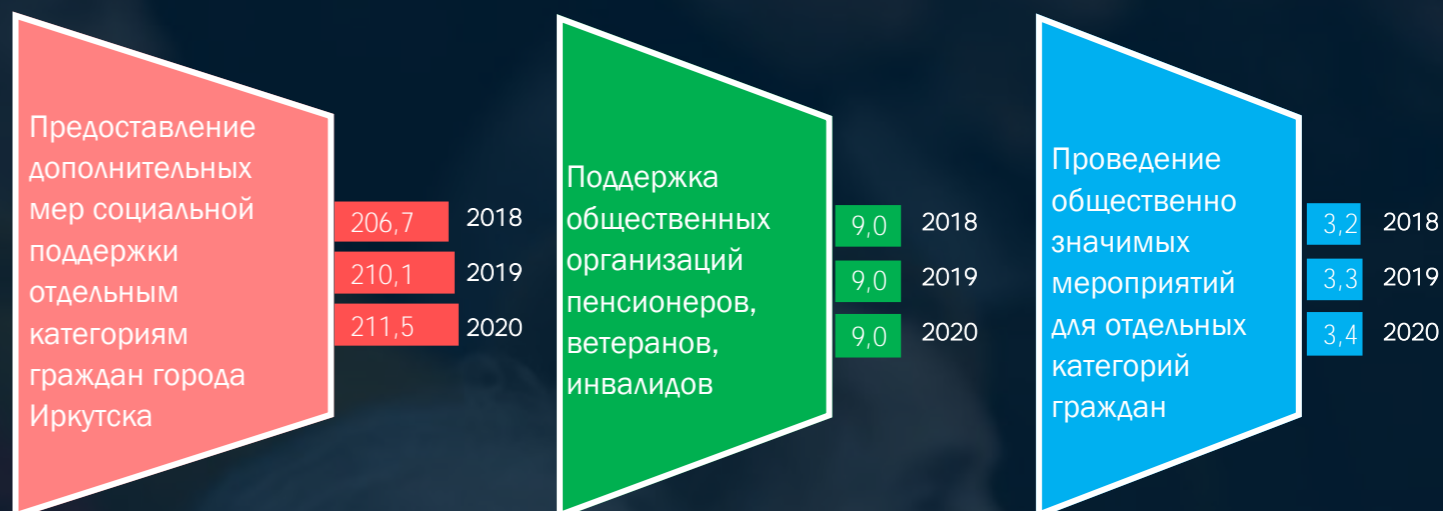 Предоставление
дополнительных
мер социальной
поддержки
отдельным
категориям
граждан города
Иркутска
206,7 2018
210,1 2019
211,5 2020
Поддержка
общественных
организаций
пенсионеров,
ветеранов,
инвалидов
9,0 2018
9,0 2019
9,0 2020
Проведение
общественно
значимых
мероприятий
для отдельных
категорий
граждан
3,2 2018
3,3 2019
3,4 2020